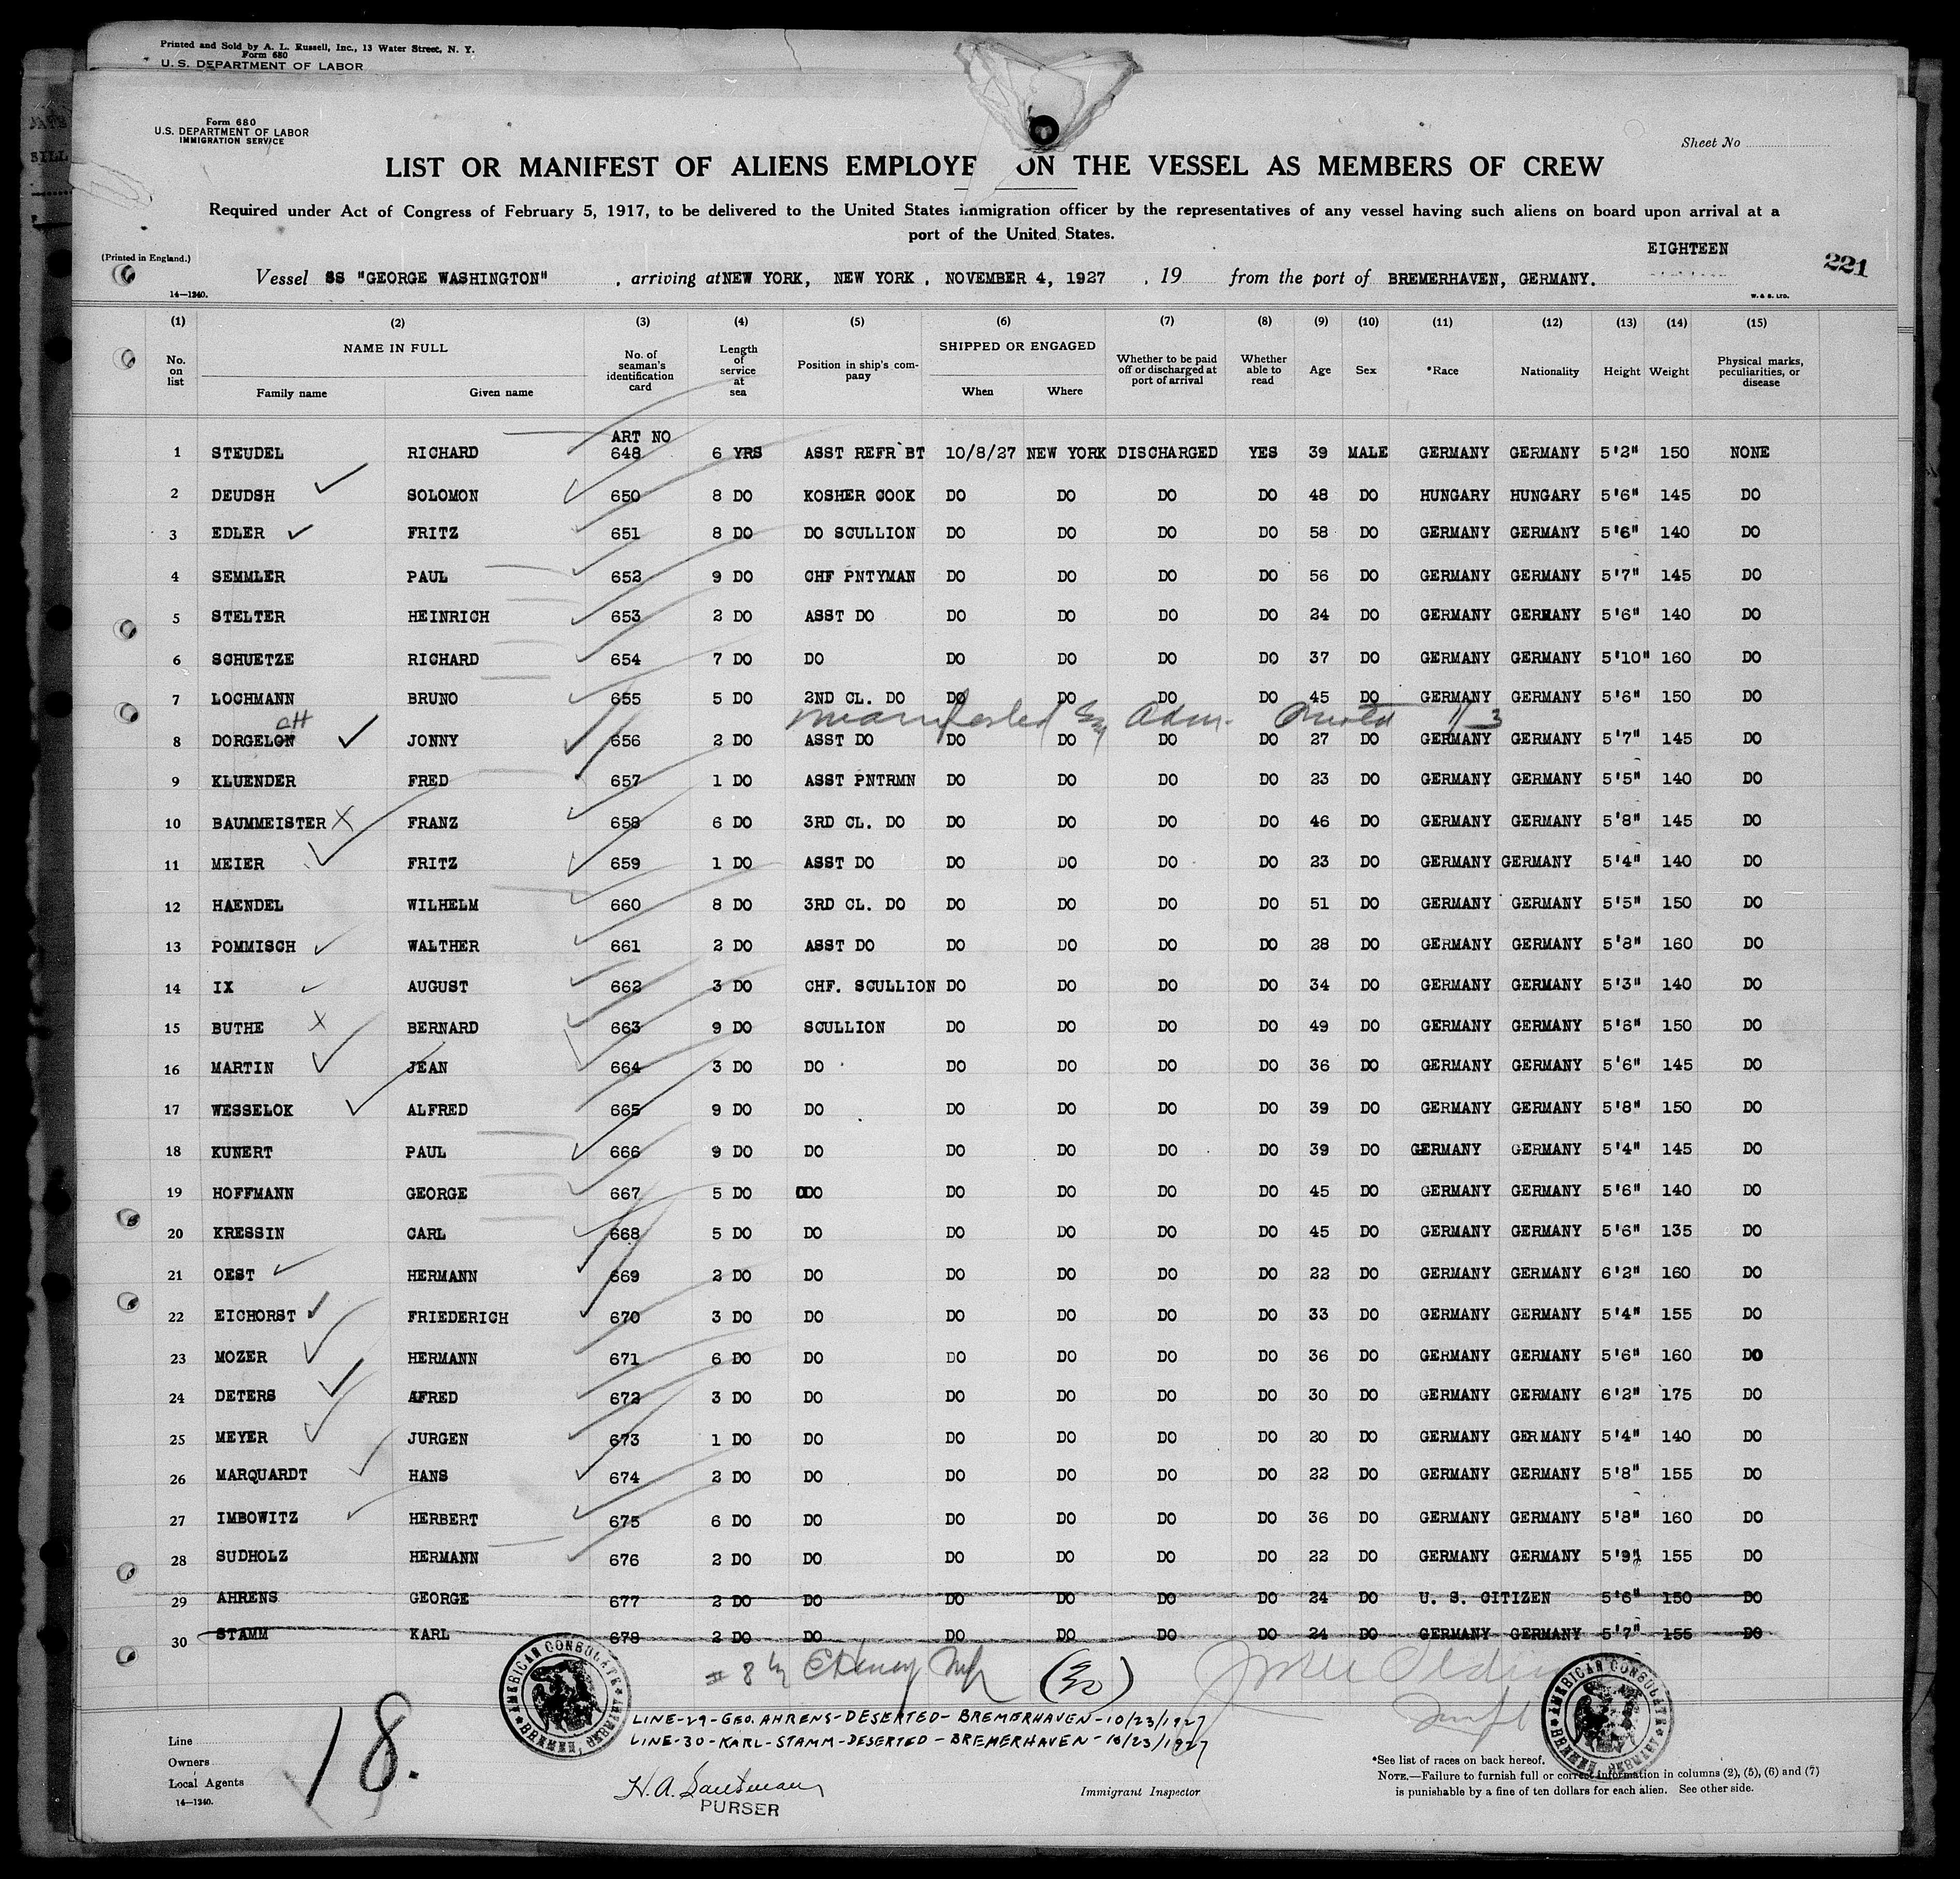 Printed and Sold by A. L. Russell, Inc., 13 Water Street, N. Y.
Form 680
U. S. DEPARTMENT OF LABOR
Form 680
U.S. DEPARTMENT OF LABOR
IMMIGRATION SERVICE
Sheet No
LIST OR MANIFEST OF ALIENS EMPLOYE ON THE VESSEL AS MEMBERS OF CREW
Required under Act of Congress of February 5, 1917, to be delivered to the United States immigration officer by the representatives of any vessel having such aliens on board upon arrival at a
port of the United States.
EIGHTEEN
221
(Printed in England.)
Vessel SS "GEORGE WASHINGTON" , arriving at NEW YORK, NEW YORK , NOVEMBER 4, 1927 , 19 from the port of BREMERHAVEN, GERMANY.
14—1240. W. & S. LTD.
(1) (2) (3) (4) (5) (6) (7) (8) (9) (10) (11) (12) (13) (14) (15)
No. on list NAME IN FULL Family name Given name No. of seaman's identification card Length of service at sea Position in ship's company SHIPPED OR ENGAGED When Where Whether to be paid off or discharged at port of arrival Whether able to read Age Sex *Race Nationality Height Weight Physical marks, peculiarities, or disease
ART NO
1 STEUDEL RICHARD 648 6 YRS ASST REFR BT 10/8/27 NEW YORK DISCHARGED YES 39 MALE GERMANY GERMANY 5'2" 150 NONE
2 DEUDSH SOLOMON 650 8 DO KOSHER COOK DO DO DO DO 48 DO HUNGARY HUNGARY 5'6" 145 DO
3 EDLER FRITZ 651 8 DO DO SCULLION DO DO DO DO 58 DO GERMANY GERMANY 5'6" 140 DO
4 SEMMLER PAUL 652 9 DO CHF PNTYMAN DO DO DO DO 56 DO GERMANY GERMANY 5'7" 145 DO
5 STELTER HEINRICH 653 2 DO ASST DO DO DO DO DO 24 DO GERMANY GERMANY 5'6" 140 DO
6 SCHUETZE RICHARD 654 7 DO DO DO DO DO DO 37 DO GERMANY GERMANY 5'10" 160 DO
7 LOCHMANN BRUNO 655 5 DO 2ND CL. DO DO DO DO DO 45 DO GERMANY GERMANY 5'6" 150 DO
manifested Adm. 11/3
8 DORGELON JONNY 656 2 DO ASST DO DO DO DO DO 27 DO GERMANY GERMANY 5'7" 145 DO
9 KLUENDER FRED 657 1 DO ASST PNTRMN DO DO DO DO 23 DO GERMANY GERMANY 5'5" 140 DO
10 BAUMMEISTER X FRANZ 658 6 DO 3RD CL. DO DO DO DO DO 46 DO GERMANY GERMANY 5'8" 145 DO
11 MEIER FRITZ 659 1 DO ASST DO DO DO DO DO 23 DO GERMANY GERMANY 5'4" 140 DO
12 HAENDEL WILHELM 660 8 DO 3RD CL. DO DO DO DO DO 51 DO GERMANY GERMANY 5'5" 150 DO
13 POMMISCH WALTHER 661 2 DO ASST DO DO DO DO DO 28 DO GERMANY GERMANY 5'8" 160 DO
14 IX AUGUST 662 3 DO CHF. SCULLION DO DO DO DO 34 DO GERMANY GERMANY 5'3" 140 DO
15 BUTHE X BERNARD 663 9 DO SCULLION DO DO DO DO 49 DO GERMANY GERMANY 5'6" 150 DO
16 MARTIN JEAN 664 3 DO DO DO DO DO DO 36 DO GERMANY GERMANY 5'6" 145 DO
17 WESSELOK ALFRED 665 9 DO DO DO DO DO DO 39 DO GERMANY GERMANY 5'8" 150 DO
18 KUNERT PAUL 666 9 DO DO DO DO DO DO 39 DO GERMANY GERMANY 5'4" 145 DO
19 HOFFMANN GEORGE 667 5 DO DO DO DO DO DO 45 DO GERMANY GERMANY 5'6" 140 DO
20 KRESSIN CARL 668 5 DO DO DO DO DO DO 45 DO GERMANY GERMANY 5'6" 135 DO
21 OEST HERMANN 669 2 DO DO DO DO DO DO 22 DO GERMANY GERMANY 6'2" 160 DO
22 EICHORST FRIEDERICH 670 3 DO DO DO DO DO DO 33 DO GERMANY GERMANY 5'4" 155 DO
23 MOZER HERMANN 671 6 DO DO DO DO DO DO 36 DO GERMANY GERMANY 5'6" 160 DO
24 DETERS AFRED 672 3 DO DO DO DO DO DO 30 DO GERMANY GERMANY 6'2" 175 DO
25 MEYER JURGEN 673 1 DO DO DO DO DO DO 20 DO GERMANY GERMANY 5'4" 140 DO
26 MARQUARDT HANS 674 2 DO DO DO DO DO DO 22 DO GERMANY GERMANY 5'8" 155 DO
27 IMBOWITZ HERBERT 675 6 DO DO DO DO DO DO 36 DO GERMANY GERMANY 5'8" 160 DO
28 SUDHOLZ HERMANN 676 2 DO DO DO DO DO DO 22 DO GERMANY GERMANY 5'9" 155 DO
29 AHRENS GEORGE 677 2 DO DO DO DO DO DO 24 DO U. S. CITIZEN 5'6" 150 DO
30 STAMM KARL 678 2 DO DO DO DO DO DO 24 DO GERMANY GERMANY 5'7" 155 DO
AMERICAN CONSULATE BREMEN, GERMANY
AMERICAN CONSULATE BREMEN, GERMANY
LINE-29-GEO. AHRENS-DESERTED-BREMERHAVEN-10/23/1927
LINE-30-KARL-STAMM-DESERTED-BREMERHAVEN-10/23/1927
18.
Line
Owners
Local Agents
14—1240.
H. A.
PURSER
Immigrant Inspector
*See list of races on back hereof.
NOTE.—Failure to furnish full or correct information in columns (2), (5), (6) and (7)
is punishable by a fine of ten dollars for each alien. See other side.